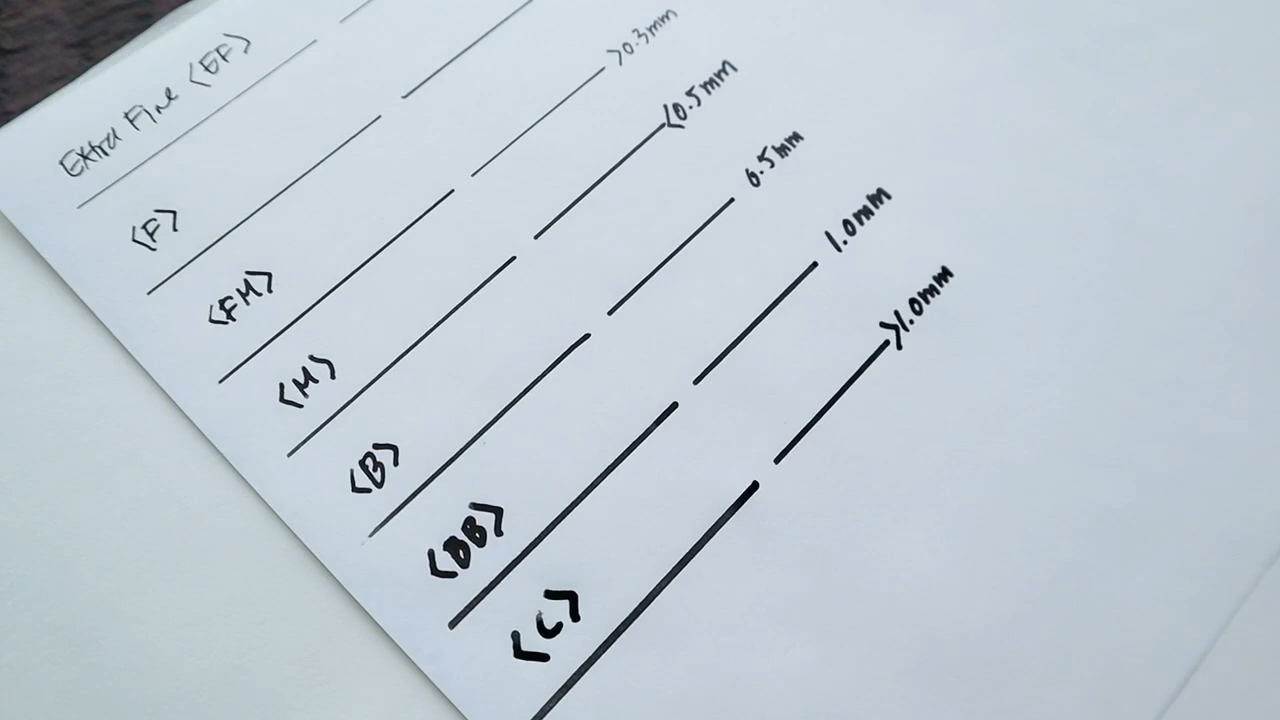 Extra Fine <EF>
<F>
<FM> >0.3mm
<M> <0.5mm
<B> 0.5mm
<BB> 1.0mm
<C> >1.0mm